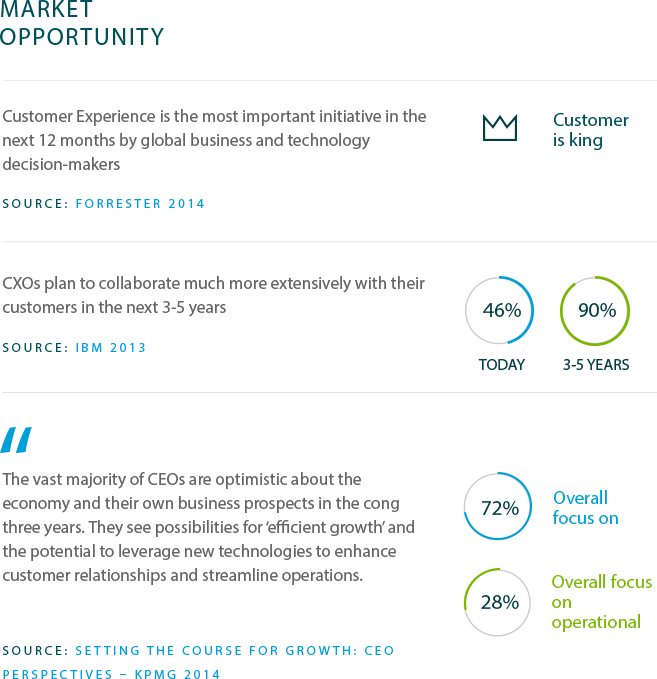 MARKET
OPPORTUNITY
Customer Experience is the most important initiative in the
next 12 months by global business and technology
decision-makers
SOURCE: FORRESTER 2014
Customer
is king
CXOs plan to collaborate much more extensively with their
customers in the next 3-5 years
SOURCE: IBM 2013
46%
TODAY
90%
3-5 YEARS
“
The vast majority of CEOs are optimistic about the
economy and their own business prospects in the cong
three years. They see possibilities for ‘efficient growth’ and
the potential to leverage new technologies to enhance
customer relationships and streamline operations.
SOURCE: SETTING THE COURSE FOR GROWTH: CEO
PERSPECTIVES – KPMG 2014
72%
Overall
focus on
28%
Overall focus
on
operational